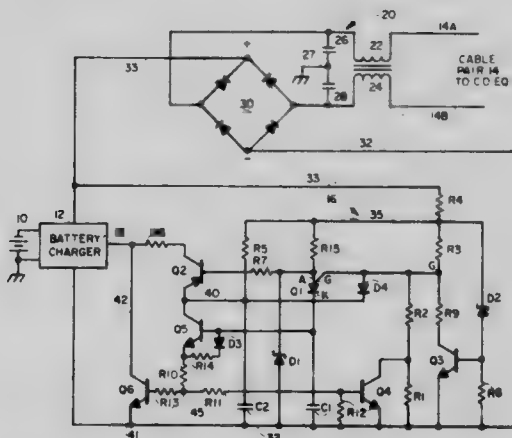 20
14A
26
22
27
CABLE
PAIR 14
TO C.O. EQ
28
24
14B
33
+
30
-
32
33
R4
16
35
10
12
BATTERY
CHARGER
R5
R15
R3
R7
A
G
G
Q2
Q1
K
D4
R2
R9
D2
42
40
Q5
D3
R14
D1
Q3
R10
Q6
R13
R11
45
C2
C1
R12
Q4
R1
R8
41